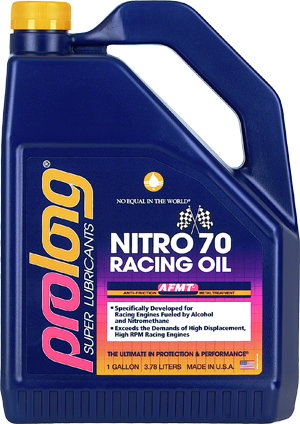 prolong®
SUPER LUBRICANTS
NO EQUAL IN THE WORLD®
NITRO 70
RACING OIL
AFMT®
ANTI-FRICTION METAL TREATMENT
• Specifically Developed for
Racing Engines Fueled by Alcohol
and Nitromethane
• Exceeds the Demands of High Displacement,
High RPM Racing Engines
THE ULTIMATE IN PROTECTION & PERFORMANCE®
1 GALLON 3.78 LITERS MADE IN U.S.A.